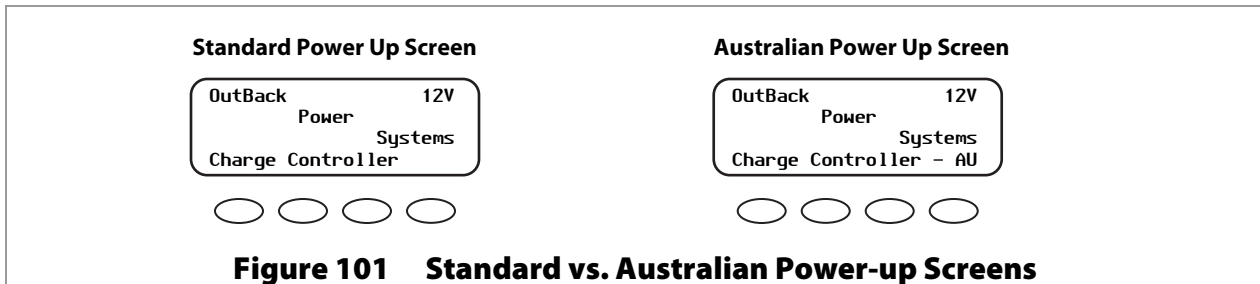 Standard Power Up Screen
OutBack 12V
Power
Systems
Charge Controller
Australian Power Up Screen
OutBack 12V
Power
Systems
Charge Controller - AU
Figure 101 Standard vs. Australian Power-up Screens